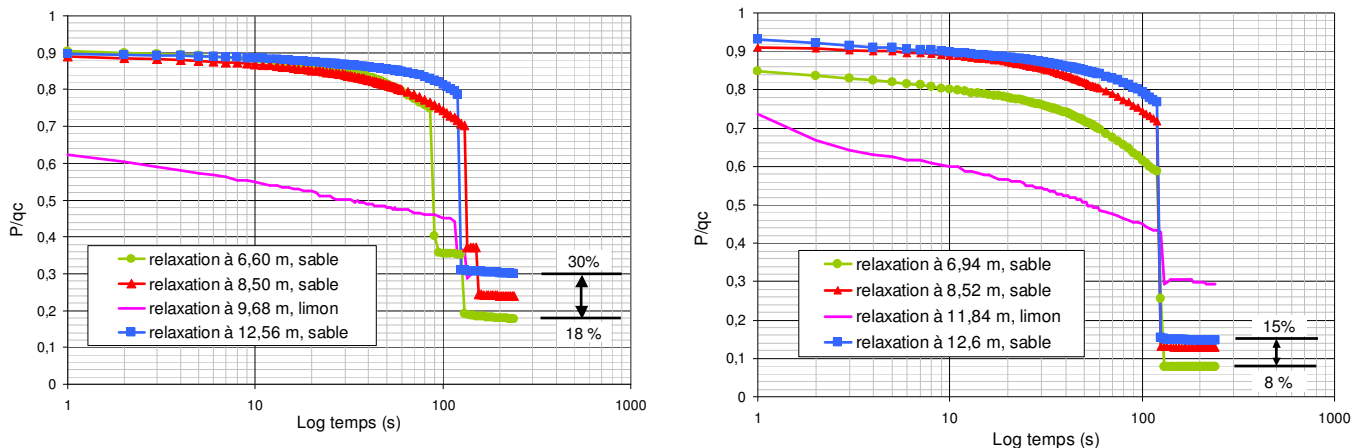 1
0,9
0,8
0,7
0,6
0,5
0,4
0,3
0,2
0,1
0
P/qc
relaxation à 6,60 m, sable
relaxation à 8,50 m, sable
relaxation à 9,68 m, limon
relaxation à 12,56 m, sable
30%
18 %
1 10 100 1000
Log temps (s)
1
0,9
0,8
0,7
0,6
0,5
0,4
0,3
0,2
0,1
0
P/qc
relaxation à 6,94 m, sable
relaxation à 8,52 m, sable
relaxation à 11,84 m, limon
relaxation à 12,6 m, sable
15%
8 %
1 10 100 1000
Log temps (s)